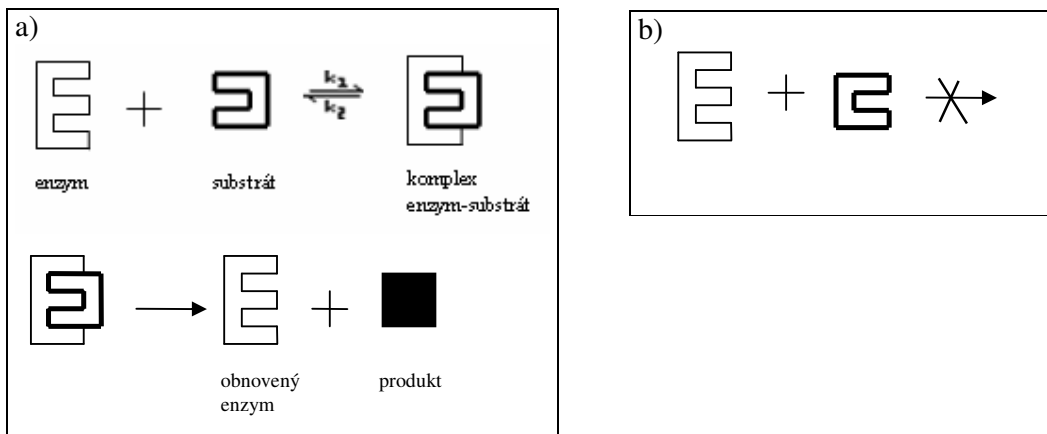 a)
k1
k2
enzym
substrát
komplex
enzym-substrát
obnovený
enzym
produkt
b)